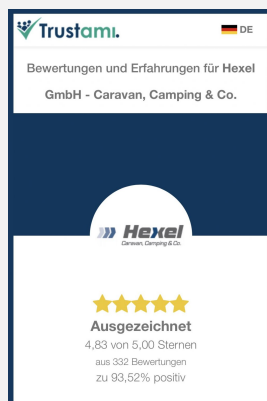 Trustami.
DE
Bewertungen und Erfahrungen für Hexel
GmbH - Caravan, Camping & Co.
Hexel
Caravan, Camping & Co.
Ausgezeichnet
4,83 von 5,00 Sternen
aus 332 Bewertungen
zu 93,52% positiv